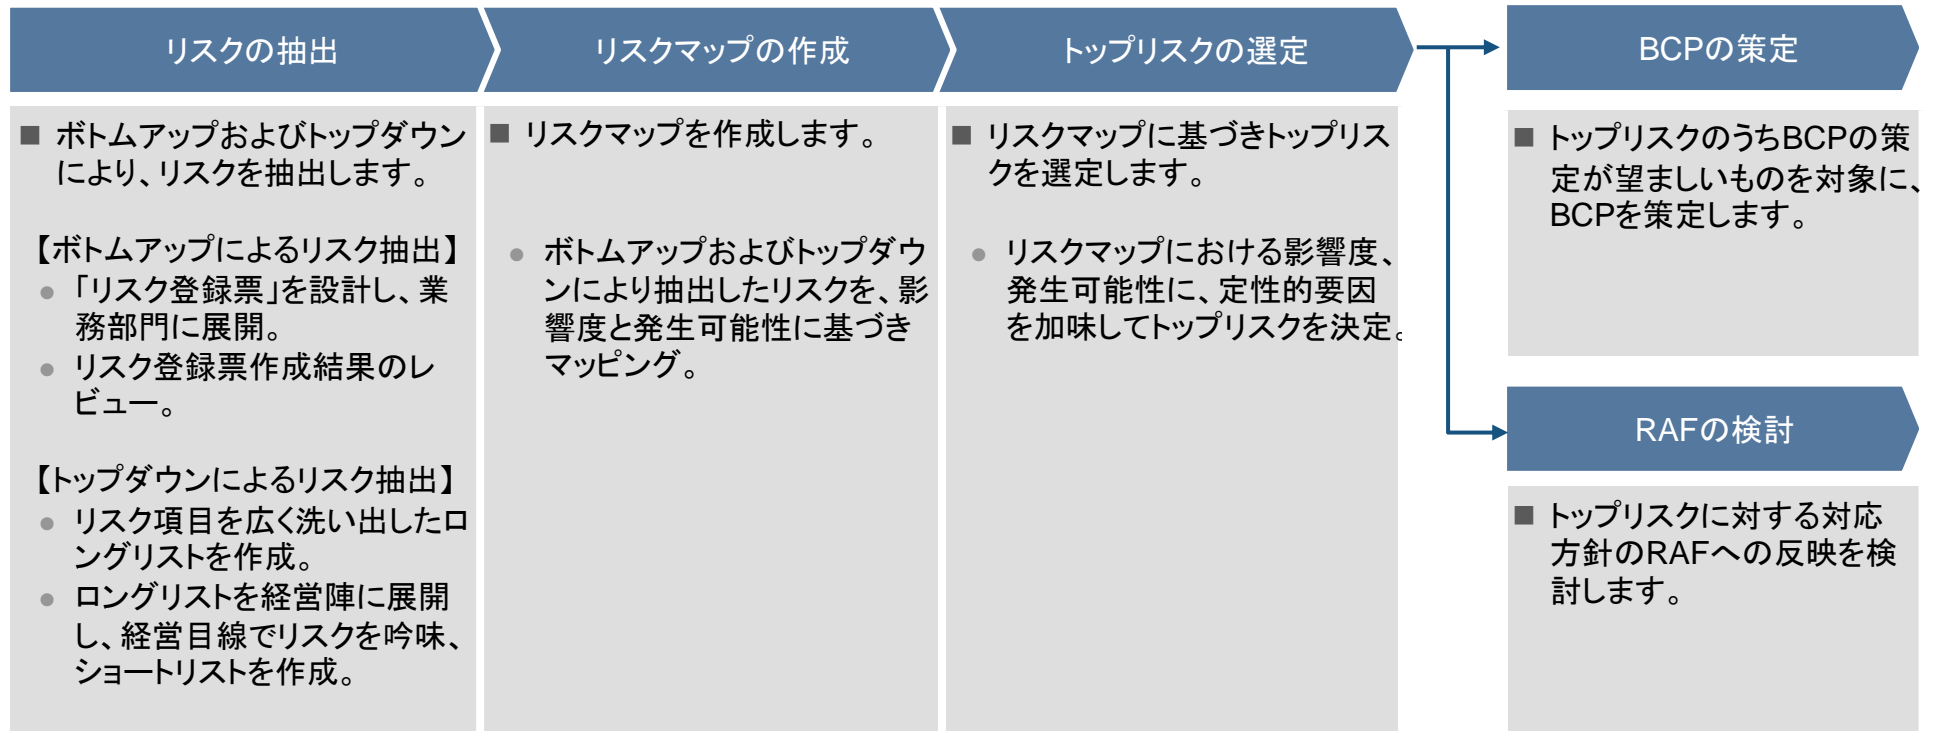 リスクの抽出
■ ボトムアップおよびトップダウン
により、リスクを抽出します。
【ボトムアップによるリスク抽出】
● 「リスク登録票」を設計し、業
務部門に展開。
● リスク登録票作成結果のレ
ビュー。
【トップダウンによるリスク抽出】
● リスク項目を広く洗い出したロ
ングリストを作成。
● ロングリストを経営陣に展開
し、経営目線でリスクを吟味、
ショートリストを作成。
リスクマップの作成
■ リスクマップを作成します。
● ボトムアップおよびトップダウ
ンにより抽出したリスクを、影
響度と発生可能性に基づき
マッピング。
トップリスクの選定
■ リスクマップに基づきトップリス
クを選定します。
● リスクマップにおける影響度、
発生可能性に、定性的要因
を加味してトップリスクを決定。
BCPの策定
■ トップリスクのうちBCPの策
定が望ましいものを対象に、
BCPを策定します。
RAFの検討
■ トップリスクに対する対応
方針のRAFへの反映を検
討します。